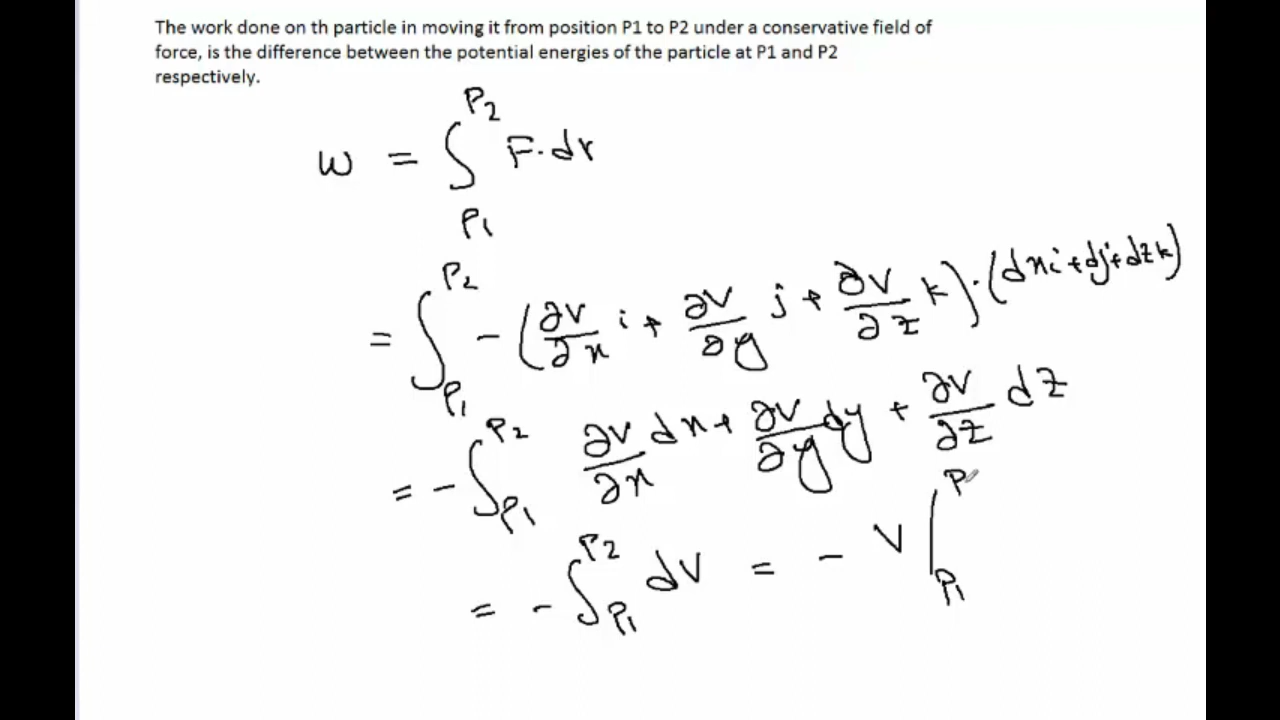 The work done on th particle in moving it from position P1 to P2 under a conservative field of
force, is the difference between the potential energies of the particle at P1 and P2
respectively.
W = ∫_{P1}^{P2} F·dr
= ∫_{P1}^{P2} - (∂V/∂x i + ∂V/∂y j + ∂V/∂z k)·(dxi+dj+dzk)
= - ∫_{P1}^{P2} ∂V/∂x dx + ∂V/∂y dy + ∂V/∂z dz
= - ∫_{P1}^{P2} dV = - V |_{P1}^{P